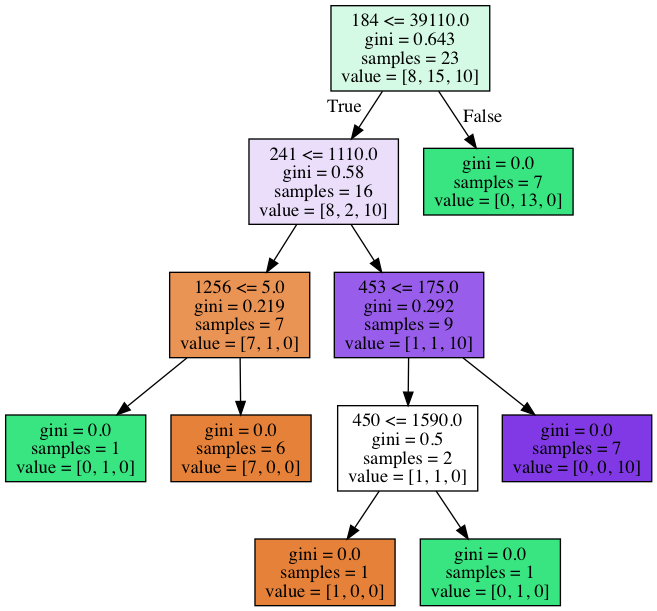 184 <= 39110.0
gini = 0.643
samples = 23
value = [8, 15, 10]
True
False
241 <= 1110.0
gini = 0.58
samples = 16
value = [8, 2, 10]
gini = 0.0
samples = 7
value = [0, 13, 0]
1256 <= 5.0
gini = 0.219
samples = 7
value = [7, 1, 0]
453 <= 175.0
gini = 0.292
samples = 9
value = [1, 1, 10]
gini = 0.0
samples = 1
value = [0, 1, 0]
gini = 0.0
samples = 6
value = [7, 0, 0]
450 <= 1590.0
gini = 0.5
samples = 2
value = [1, 1, 0]
gini = 0.0
samples = 7
value = [0, 0, 10]
gini = 0.0
samples = 1
value = [1, 0, 0]
gini = 0.0
samples = 1
value = [0, 1, 0]